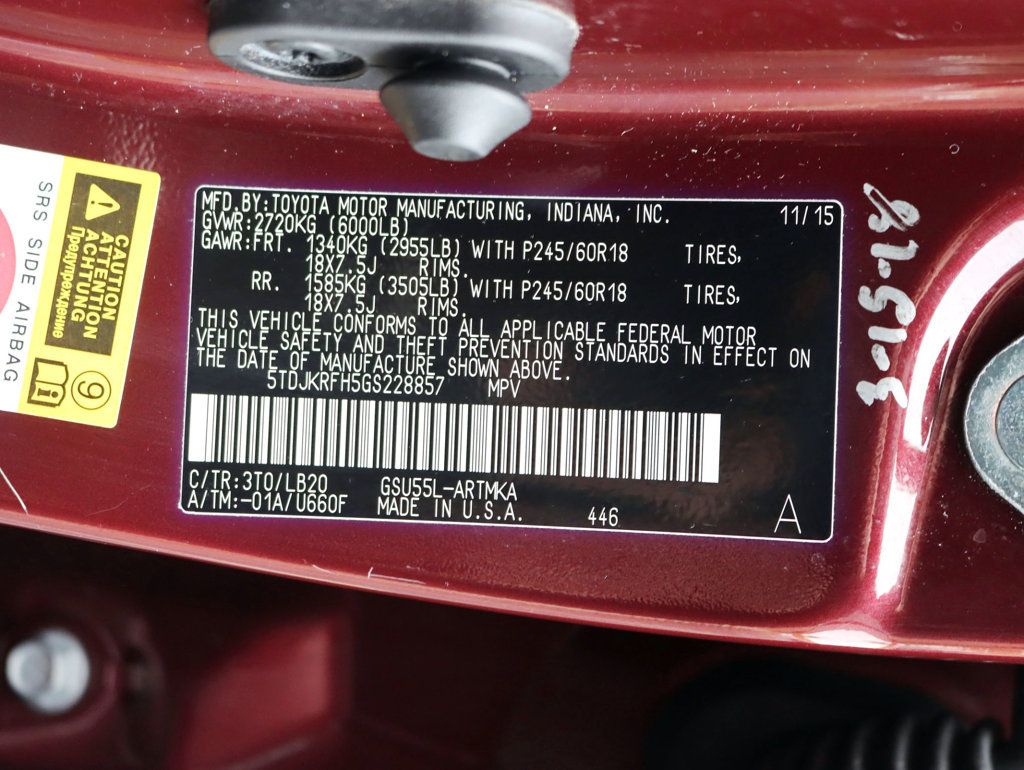 MFD.BY:TOYOTA MOTOR MANUFACTURING, INDIANA, INC. 11/15
GVWR:2720KG (6000LB)
GAWR:FRT. 1340KG (2955LB) WITH P245/60R18 TIRES,
18X7.5J RIMS.
RR. 1585KG (3505LB) WITH P245/60R18 TIRES,
18X7.5J RIMS.
THIS VEHICLE CONFORMS TO ALL APPLICABLE FEDERAL MOTOR
VEHICLE SAFETY AND THEFT PREVENTION STANDARDS IN EFFECT ON
THE DATE OF MANUFACTURE SHOWN ABOVE.
5TDJKRFH5GS228857 MPV
C/TR:3T0/LB20 GSU55L-ARTMKA
A/TM:-01A/U660F MADE IN U.S.A. 446 A
CAUTION
ATTENTION
ACHTUNG
Предупреждение
9
SRS SIDE AIRBAG